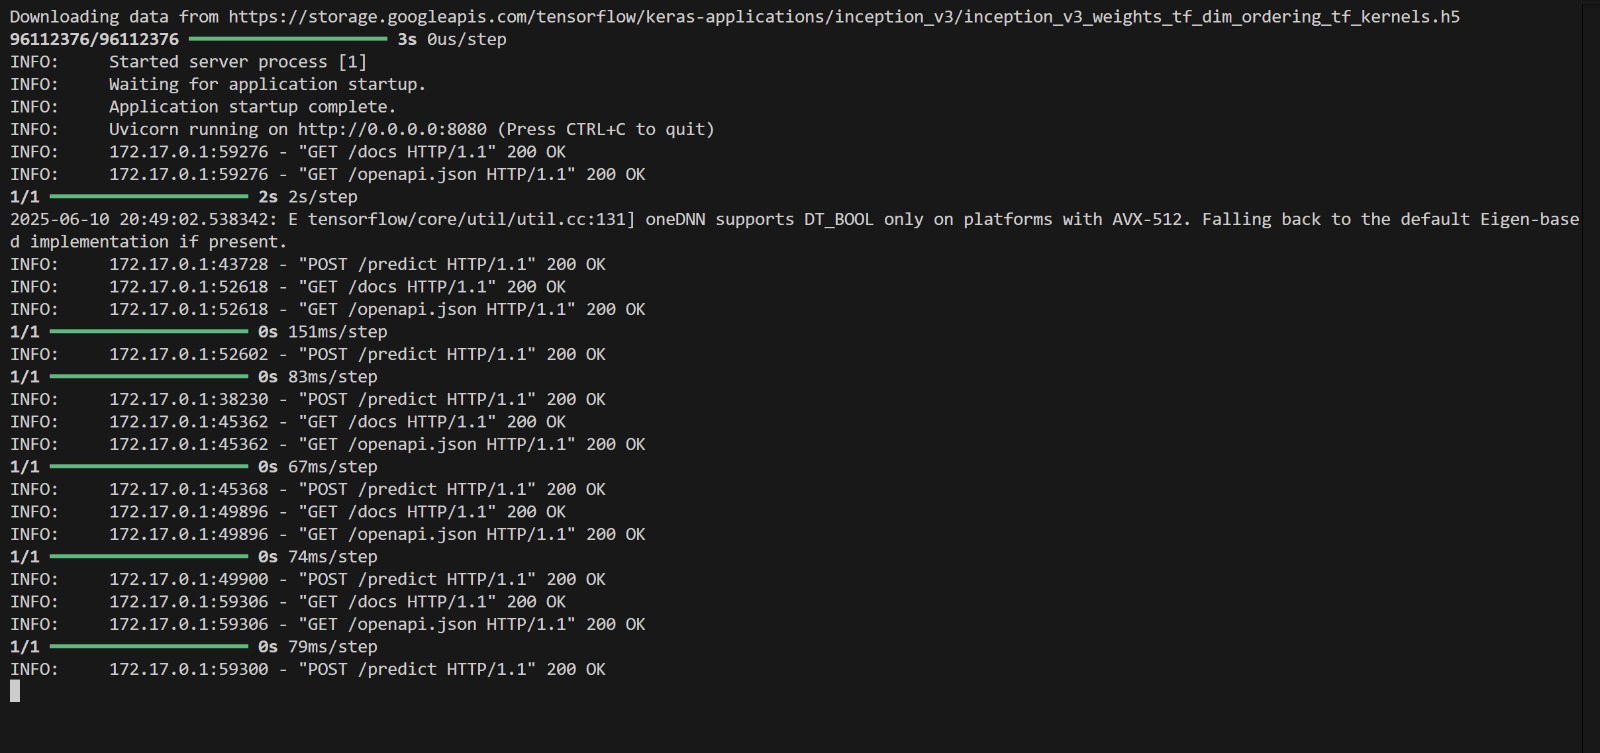 Downloading data from https://storage.googleapis.com/tensorflow/keras-applications/inception_v3/inception_v3_weights_tf_dim_ordering_tf_kernels.h5
96112376/96112376 ━━━━━━━━━━━━━━━━━━━━ 3s 0us/step
INFO:     Started server process [1]
INFO:     Waiting for application startup.
INFO:     Application startup complete.
INFO:     Uvicorn running on http://0.0.0.0:8080 (Press CTRL+C to quit)
INFO:     172.17.0.1:59276 - "GET /docs HTTP/1.1" 200 OK
INFO:     172.17.0.1:59276 - "GET /openapi.json HTTP/1.1" 200 OK
1/1 ━━━━━━━━━━━━━━━━━━━━ 2s 2s/step
2025-06-10 20:49:02.538342: E tensorflow/core/util/util.cc:131] oneDNN supports DT_BOOL only on platforms with AVX-512. Falling back to the default Eigen-base
d implementation if present.
INFO:     172.17.0.1:43728 - "POST /predict HTTP/1.1" 200 OK
INFO:     172.17.0.1:52618 - "GET /docs HTTP/1.1" 200 OK
INFO:     172.17.0.1:52618 - "GET /openapi.json HTTP/1.1" 200 OK
1/1 ━━━━━━━━━━━━━━━━━━━━ 0s 151ms/step
INFO:     172.17.0.1:52602 - "POST /predict HTTP/1.1" 200 OK
1/1 ━━━━━━━━━━━━━━━━━━━━ 0s 83ms/step
INFO:     172.17.0.1:38230 - "POST /predict HTTP/1.1" 200 OK
INFO:     172.17.0.1:45362 - "GET /docs HTTP/1.1" 200 OK
INFO:     172.17.0.1:45362 - "GET /openapi.json HTTP/1.1" 200 OK
1/1 ━━━━━━━━━━━━━━━━━━━━ 0s 67ms/step
INFO:     172.17.0.1:45368 - "POST /predict HTTP/1.1" 200 OK
INFO:     172.17.0.1:49896 - "GET /docs HTTP/1.1" 200 OK
INFO:     172.17.0.1:49896 - "GET /openapi.json HTTP/1.1" 200 OK
1/1 ━━━━━━━━━━━━━━━━━━━━ 0s 74ms/step
INFO:     172.17.0.1:49900 - "POST /predict HTTP/1.1" 200 OK
INFO:     172.17.0.1:59306 - "GET /docs HTTP/1.1" 200 OK
INFO:     172.17.0.1:59306 - "GET /openapi.json HTTP/1.1" 200 OK
1/1 ━━━━━━━━━━━━━━━━━━━━ 0s 79ms/step
INFO:     172.17.0.1:59300 - "POST /predict HTTP/1.1" 200 OK